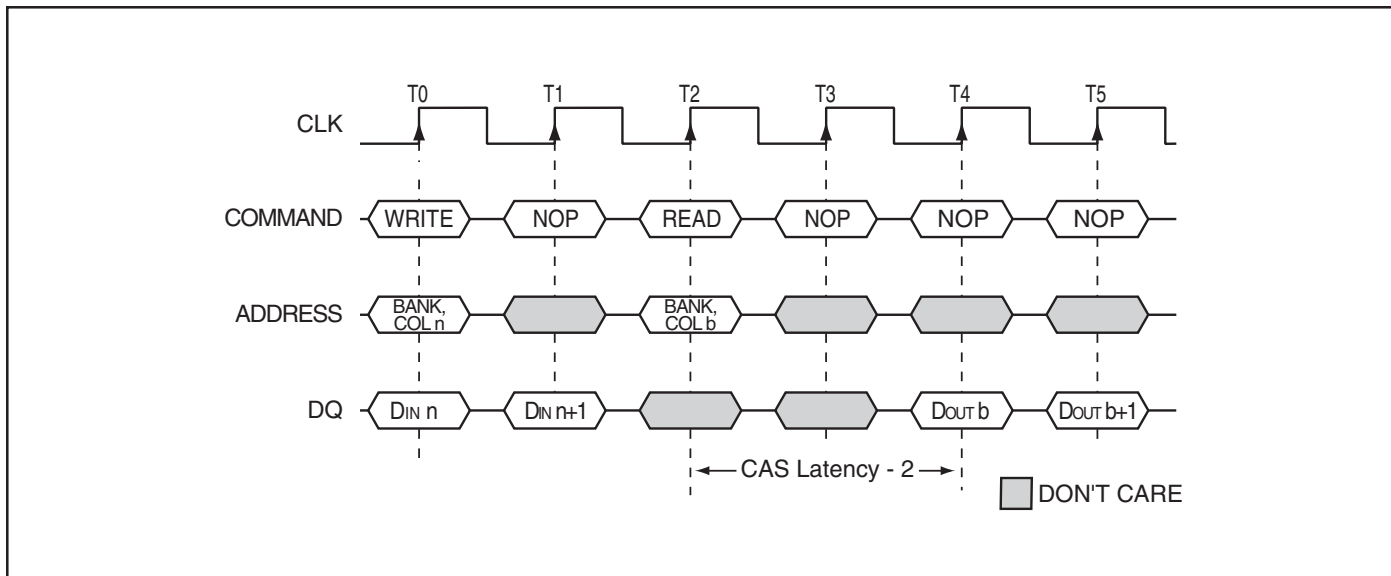 T0 T1 T2 T3 T4 T5
CLK
COMMAND WRITE NOP READ NOP NOP NOP
ADDRESS BANK, COL n BANK, COL b
DQ DIN n DIN n+1 DOUT b DOUT b+1
CAS Latency - 2
DON'T CARE